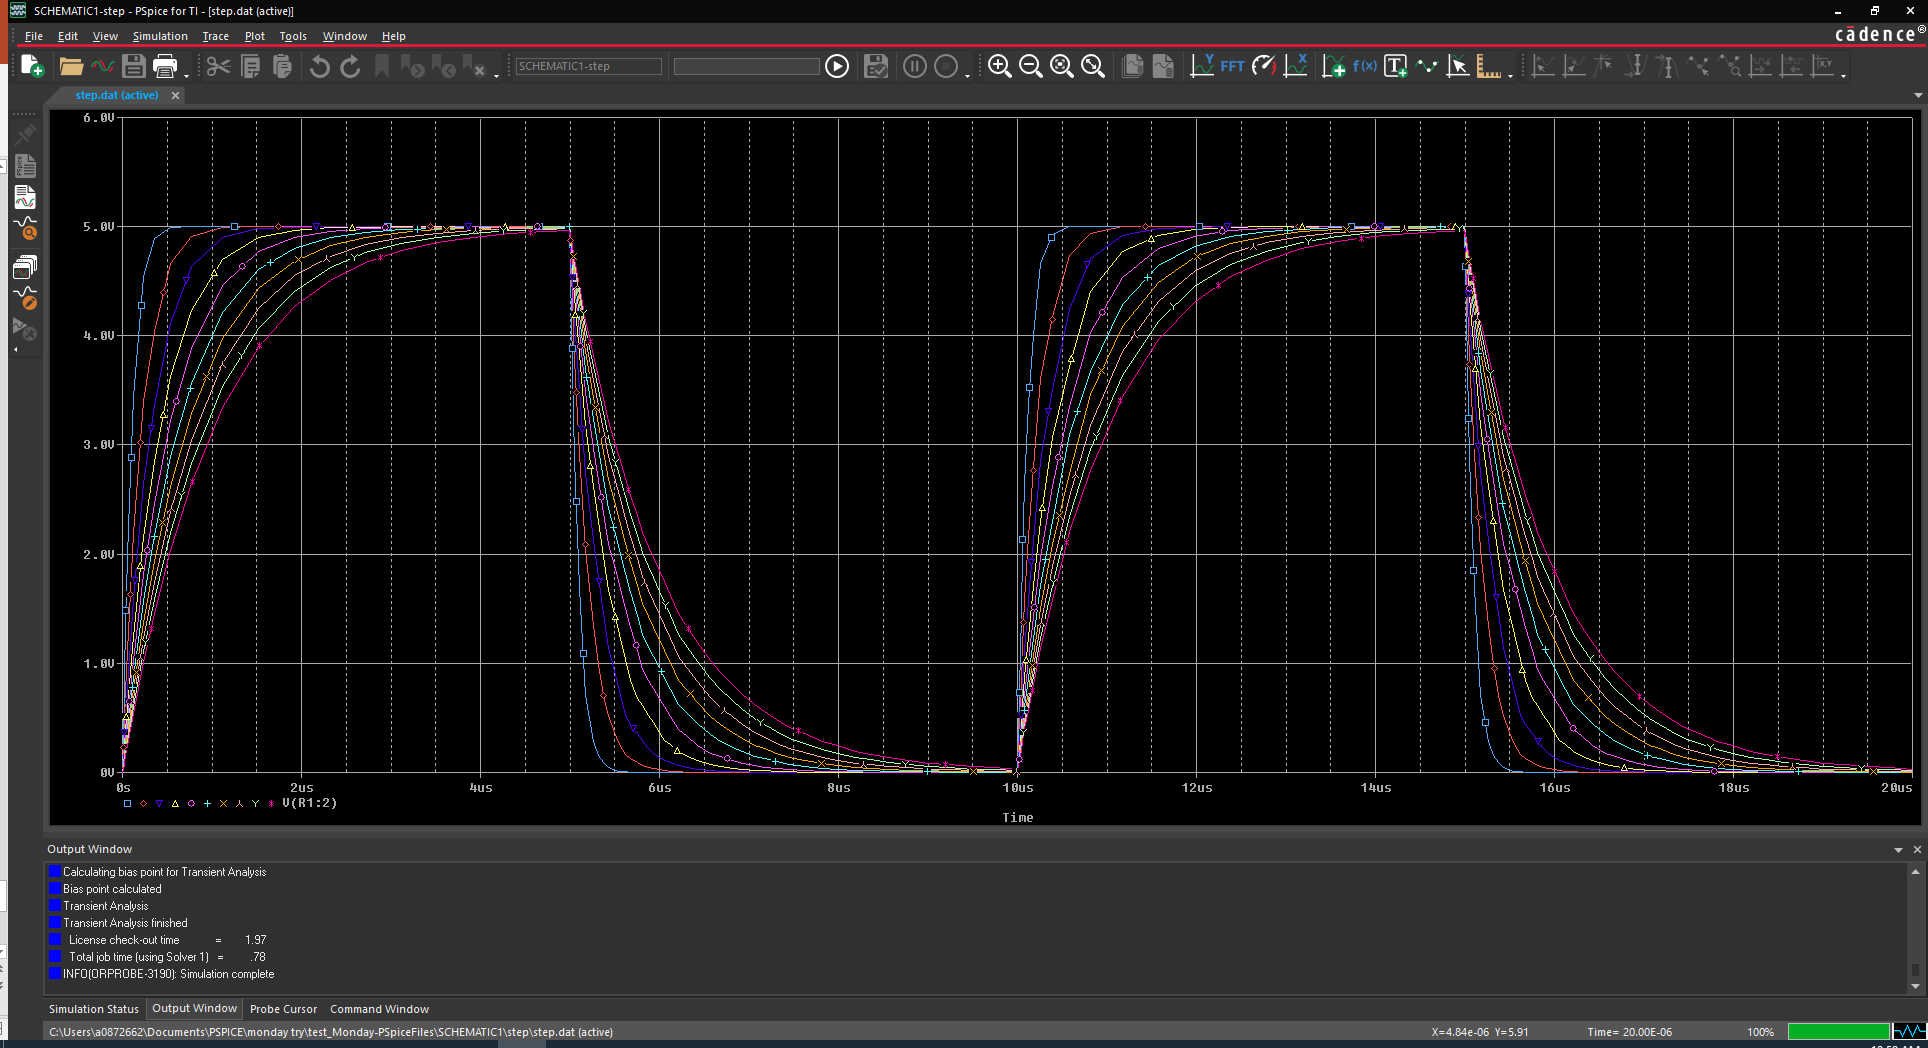 SCHEMATIC1-step - PSpice for TI - [step.dat (active)]
File Edit View Simulation Trace Plot Tools Window Help
cādence®
SCHEMATIC1-step
FFT
f(x)
step.dat (active)
6.0V
5.0V
4.0V
3.0V
2.0V
1.0V
0V
0s 2us 4us 6us 8us 10us 12us 14us 16us 18us 20us
V(R1:2)
Time
Output Window
Calculating bias point for Transient Analysis
Bias point calculated
Transient Analysis
Transient Analysis finished
License check-out time = 1.97
Total job time (using Solver 1) = .78
INFO(ORPROBE-3190): Simulation complete
Simulation Status Output Window Probe Cursor Command Window
C:\Users\a0872662\Documents\PSPICE\monday try\test_Monday-PSpiceFiles\SCHEMATIC1\step\step.dat (active) X=4.84e-06 Y=5.91 Time= 20.00E-06 100%